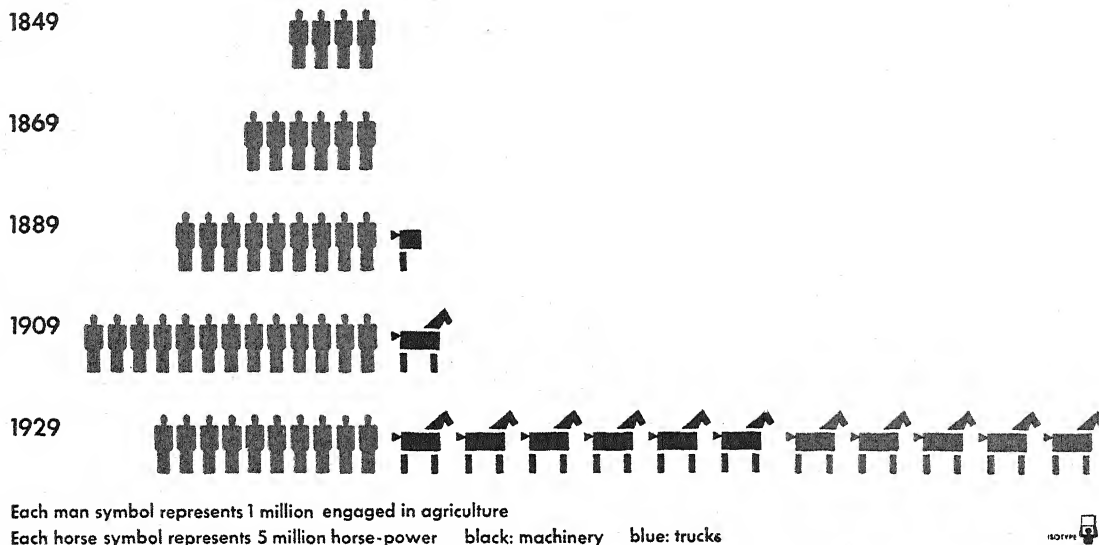 1849
1869
1889
1909
1929
Each man symbol represents 1 million engaged in agriculture
Each horse symbol represents 5 million horse-power black: machinery blue: trucks
ISOTYPE